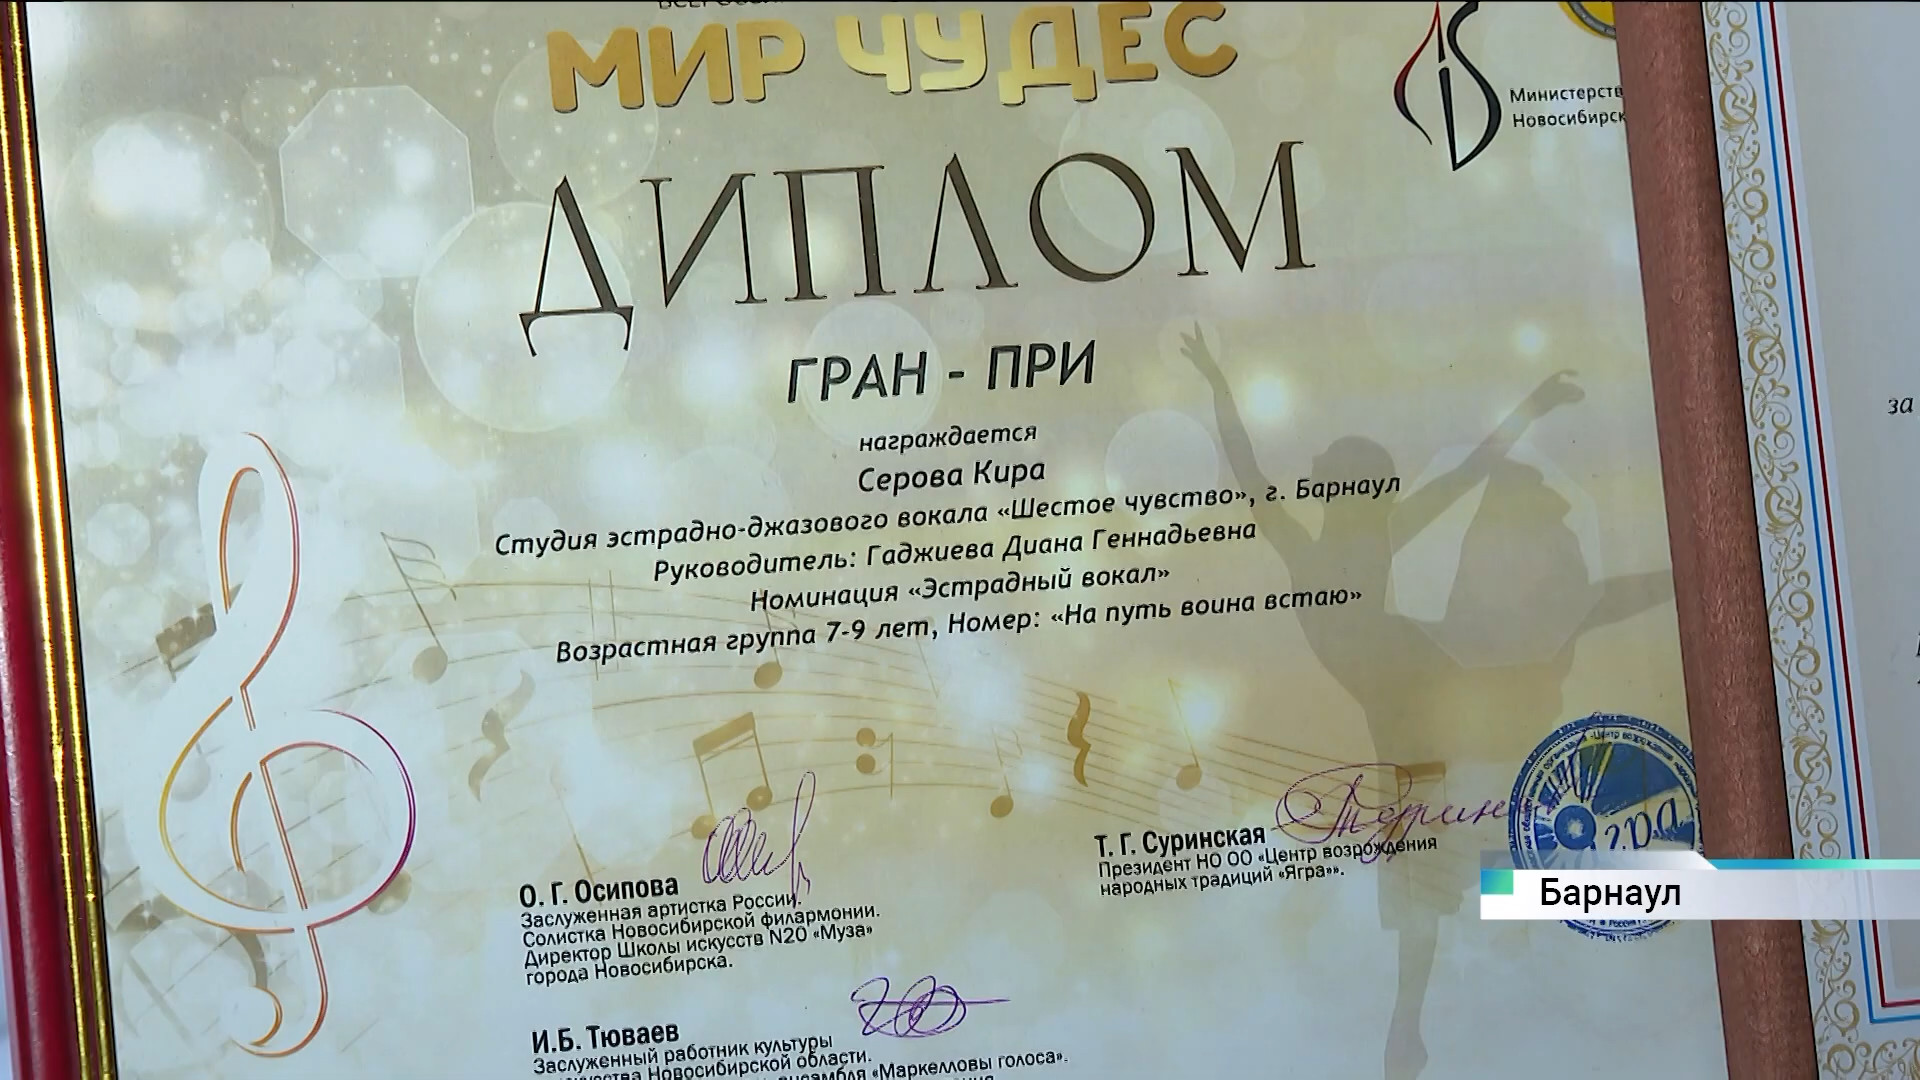 МИР ЧУДЕС
Министерств
Новосибирск
ДИПЛОМ
ГРАН - ПРИ
награждается
Серова Кира
Студия эстрадно-джазового вокала «Шестое чувство», г. Барнаул
Руководитель: Гаджиева Диана Геннадьевна
Номинация «Эстрадный вокал»
Возрастная группа 7-9 лет, Номер: «На путь воина встаю»
за
О. Г. Осипова
Заслуженная артистка России.
Солистка Новосибирской филармонии.
Директор Школы искусств N20 «Муза»
города Новосибирска.
Т. Г. Суринская
Президент НО ОО «Центр возрождения
народных традиций «Ягра»».
Барнаул
И.Б. Тюваев
Заслуженный работник культуры
Новосибирской области.
«Маркелловы голоса».